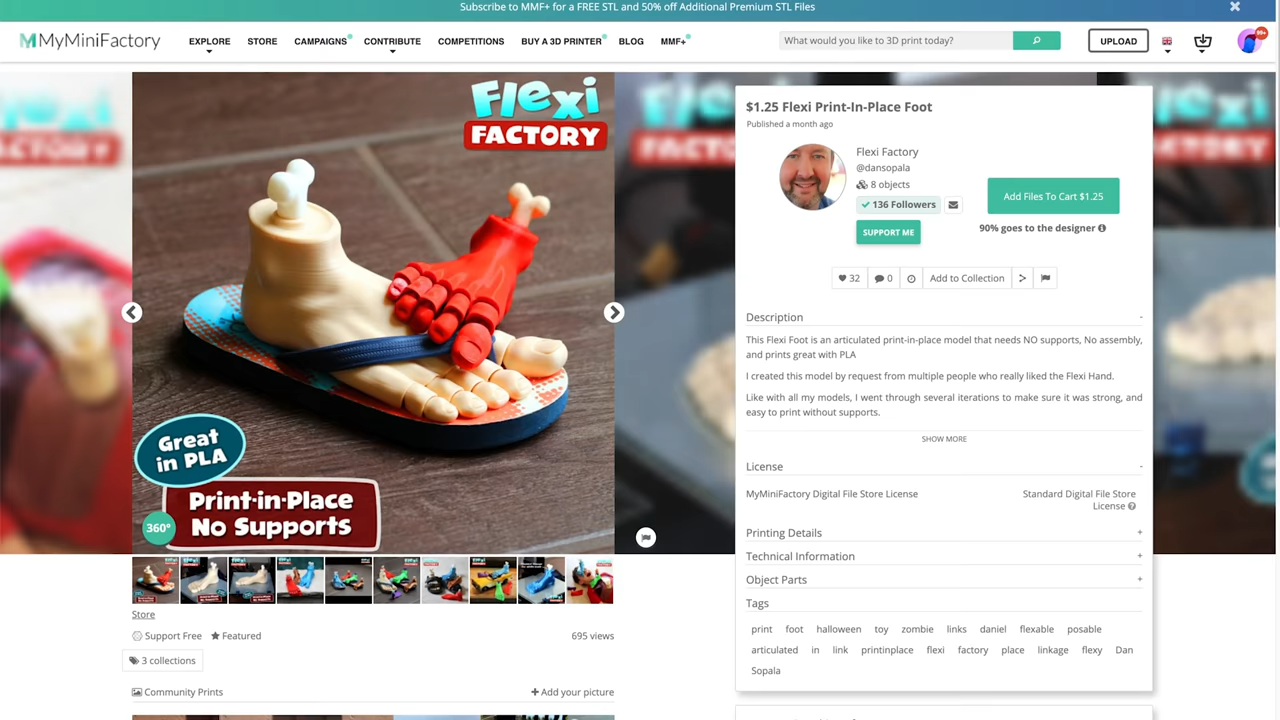 Subscribe to MMF+ for a FREE STL and 50% off Additional Premium STL Files
MyMiniFactory
EXPLORE STORE CAMPAIGNS CONTRIBUTE COMPETITIONS BUY A 3D PRINTER BLOG MMF+
What would you like to 3D print today?
UPLOAD
99+
Flexi
FACTORY
Great
in PLA
Print-in-Place
No Supports
360°
Store
Support Free Featured 695 views
3 collections
Community Prints Add your picture
$1.25 Flexi Print-In-Place Foot
Published a month ago
Flexi Factory
@dansopala
8 objects
136 Followers
SUPPORT ME
Add Files To Cart $1.25
90% goes to the designer
32 0 Add to Collection
Description -
This Flexi Foot is an articulated print-in-place model that needs NO supports, No assembly,
and prints great with PLA
I created this model by request from multiple people who really liked the Flexi Hand.
Like with all my models, I went through several iterations to make sure it was strong, and
easy to print without supports.
SHOW MORE
License -
MyMiniFactory Digital File Store License Standard Digital File Store
License
Printing Details +
Technical Information +
Object Parts +
Tags
print foot halloween toy zombie links daniel flexable posable
articulated in link printinplace flexi factory place linkage flexy Dan
Sopala